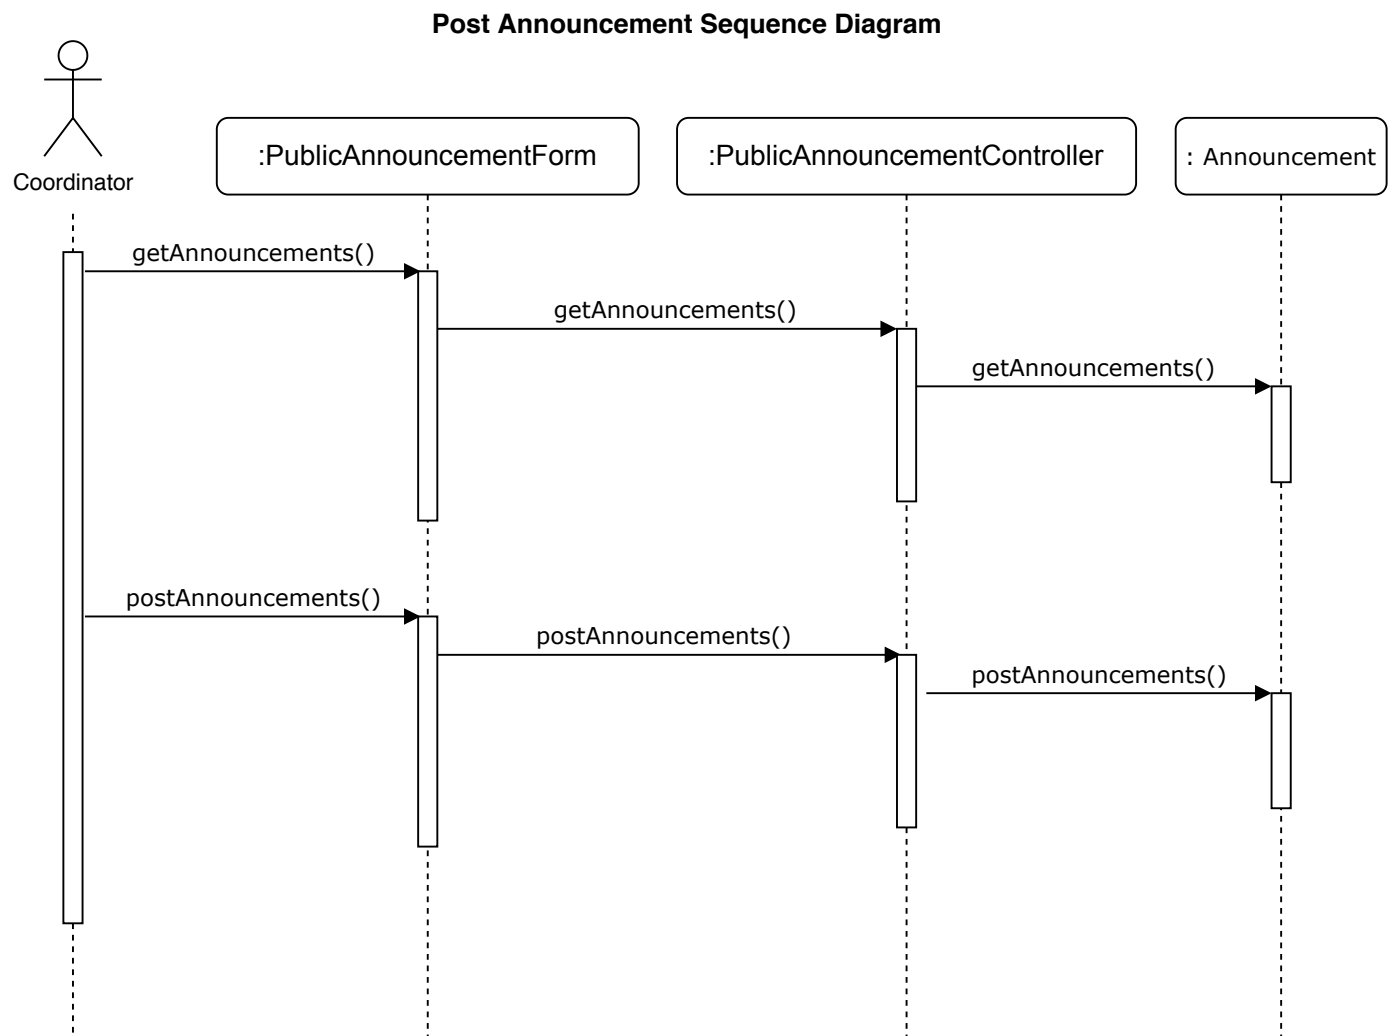 Post Announcement Sequence Diagram
Coordinator
:PublicAnnouncementForm
:PublicAnnouncementController
: Announcement
getAnnouncements()
getAnnouncements()
getAnnouncements()
postAnnouncements()
postAnnouncements()
postAnnouncements()